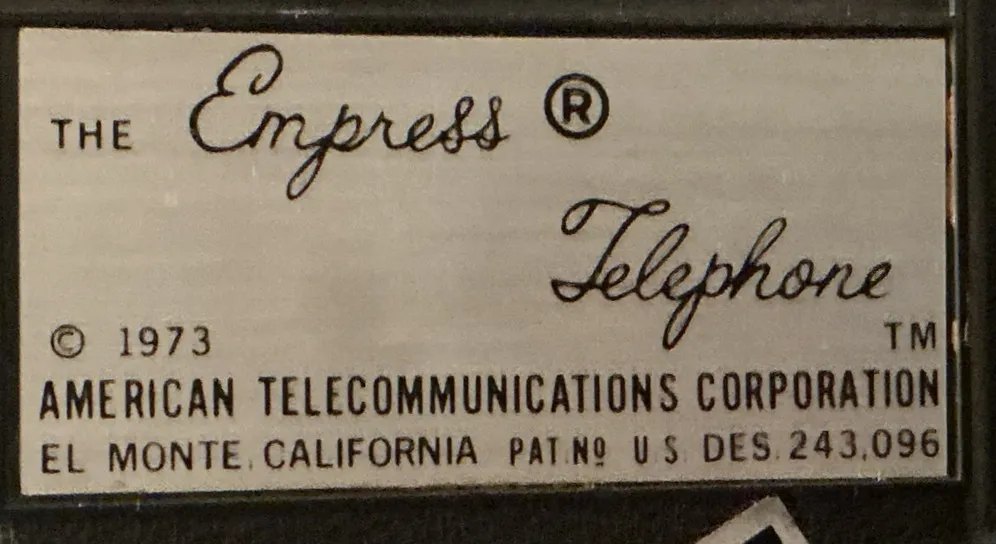 THE Empress ®
Telephone
© 1973 TM
AMERICAN TELECOMMUNICATIONS CORPORATION
EL MONTE, CALIFORNIA PAT. Nº U.S. DES. 243,096